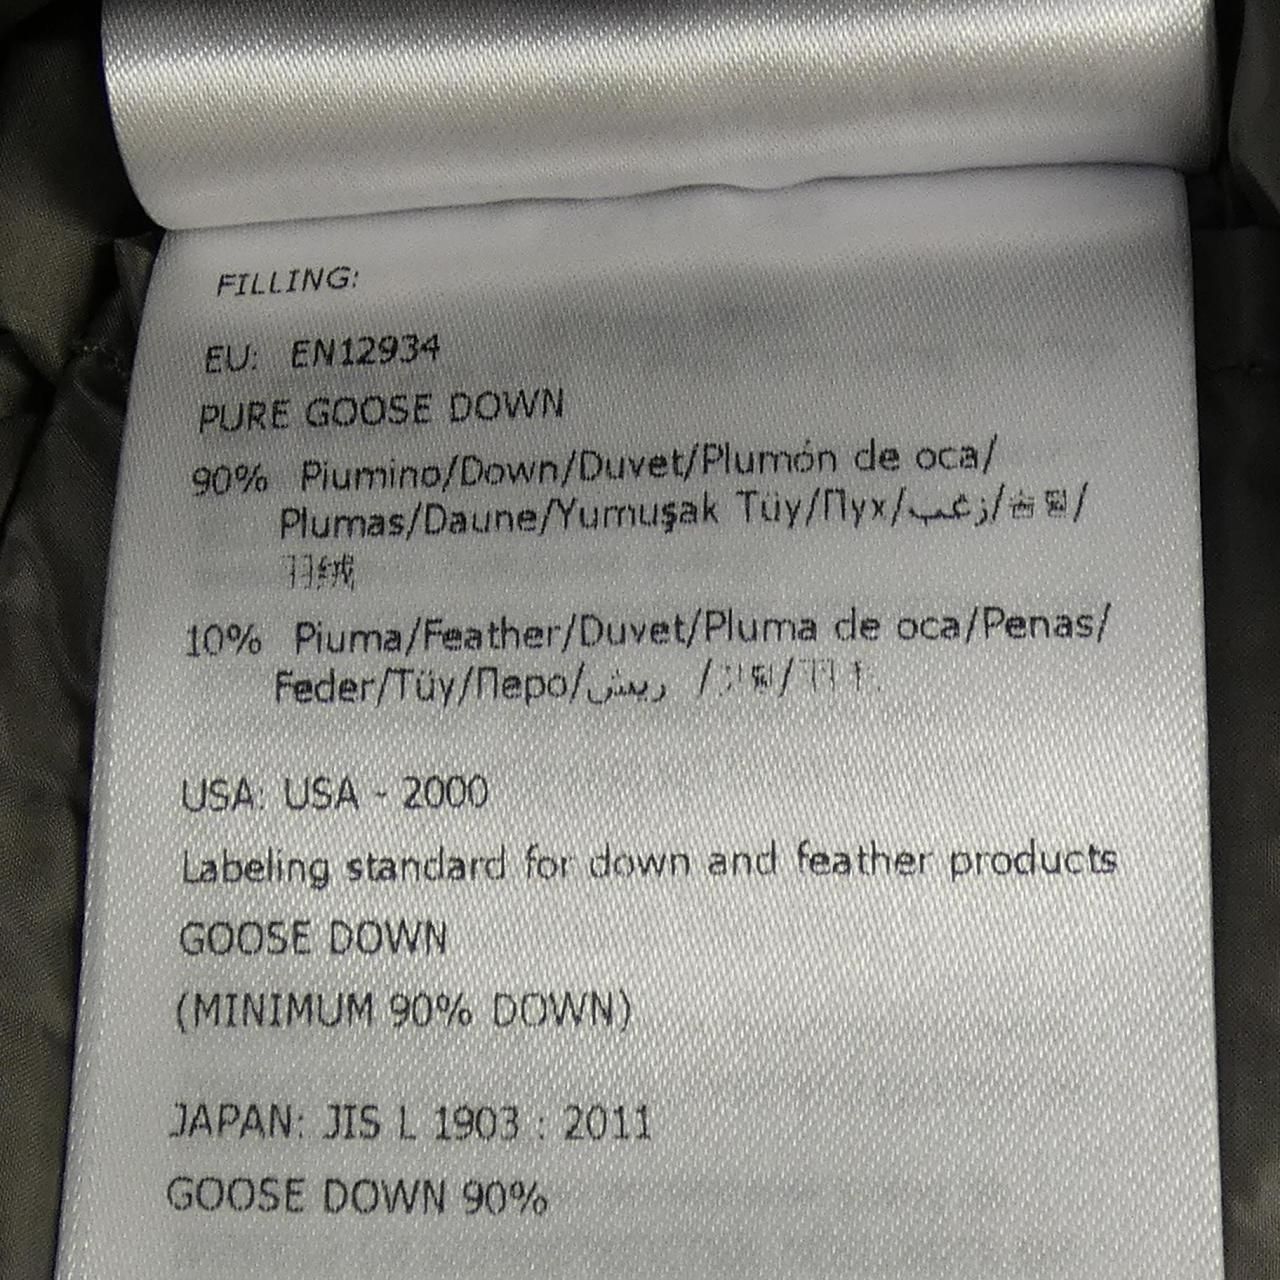 FILLING:
EU: EN12934
PURE GOOSE DOWN
90% Piumino/Down/Duvet/Plumón de oca/
Plumas/Daune/Yumuşak Tüy/Пух/زغب/
羽绒
10% Piuma/Feather/Duvet/Pluma de oca/Penas/
Feder/Tüy/Перо/ريش /
USA: USA - 2000
Labeling standard for down and feather products
GOOSE DOWN
(MINIMUM 90% DOWN)
JAPAN: JIS L 1903 : 2011
GOOSE DOWN 90%